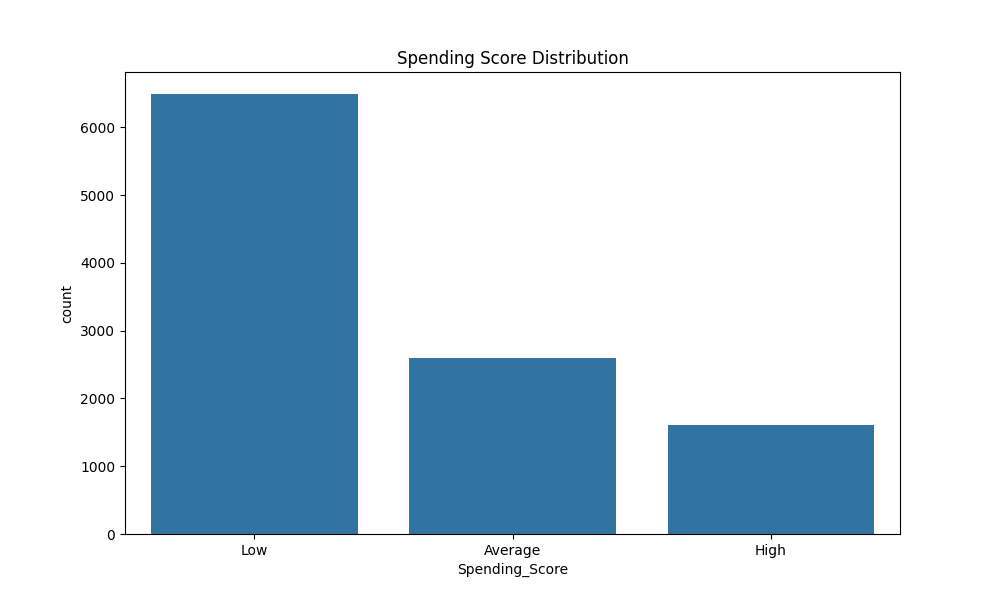 Spending Score Distribution
6000
5000
4000
3000
2000
1000
0
count
Low
Average
High
Spending_Score